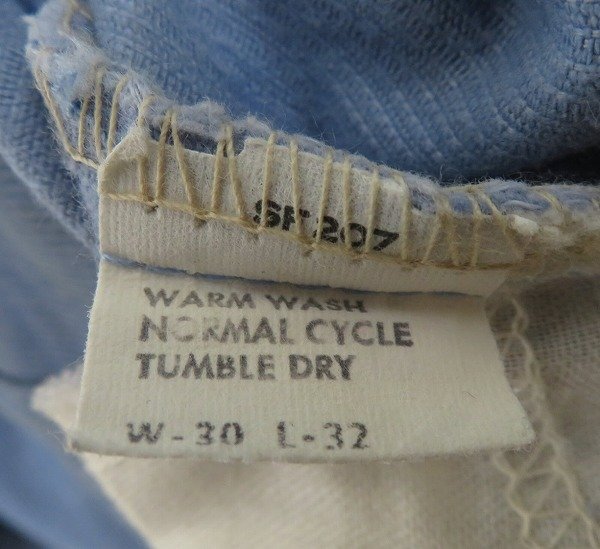 SF207
WARM WASH
NORMAL CYCLE
TUMBLE DRY
W-30 L-32